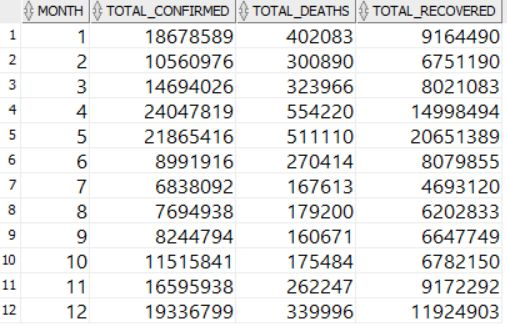 MONTH TOTAL_CONFIRMED TOTAL_DEATHS TOTAL_RECOVERED
1 1 18678589 402083 9164490
2 2 10560976 300890 6751190
3 3 14694026 323966 8021083
4 4 24047819 554220 14998494
5 5 21865416 511110 20651389
6 6 8991916 270414 8079855
7 7 6838092 167613 4693120
8 8 7694938 179200 6202833
9 9 8244794 160671 6647749
10 10 11515841 175484 6782150
11 11 16595938 262247 9172292
12 12 19336799 339996 11924903